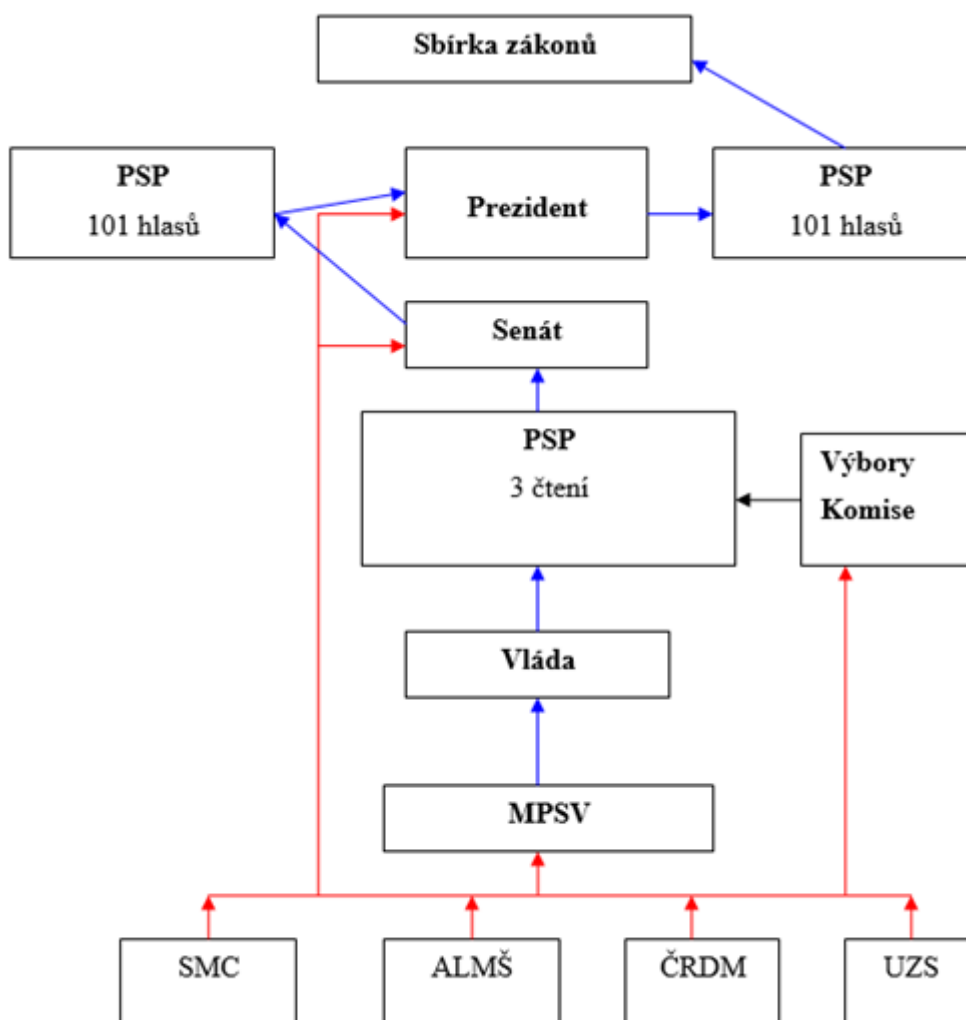 Sbírka zákonů
PSP
101 hlasů
Prezident
PSP
101 hlasů
Senát
PSP
3 čtení
Výbory
Komise
Vláda
MPSV
SMC
ALMŠ
ČRDM
UZS